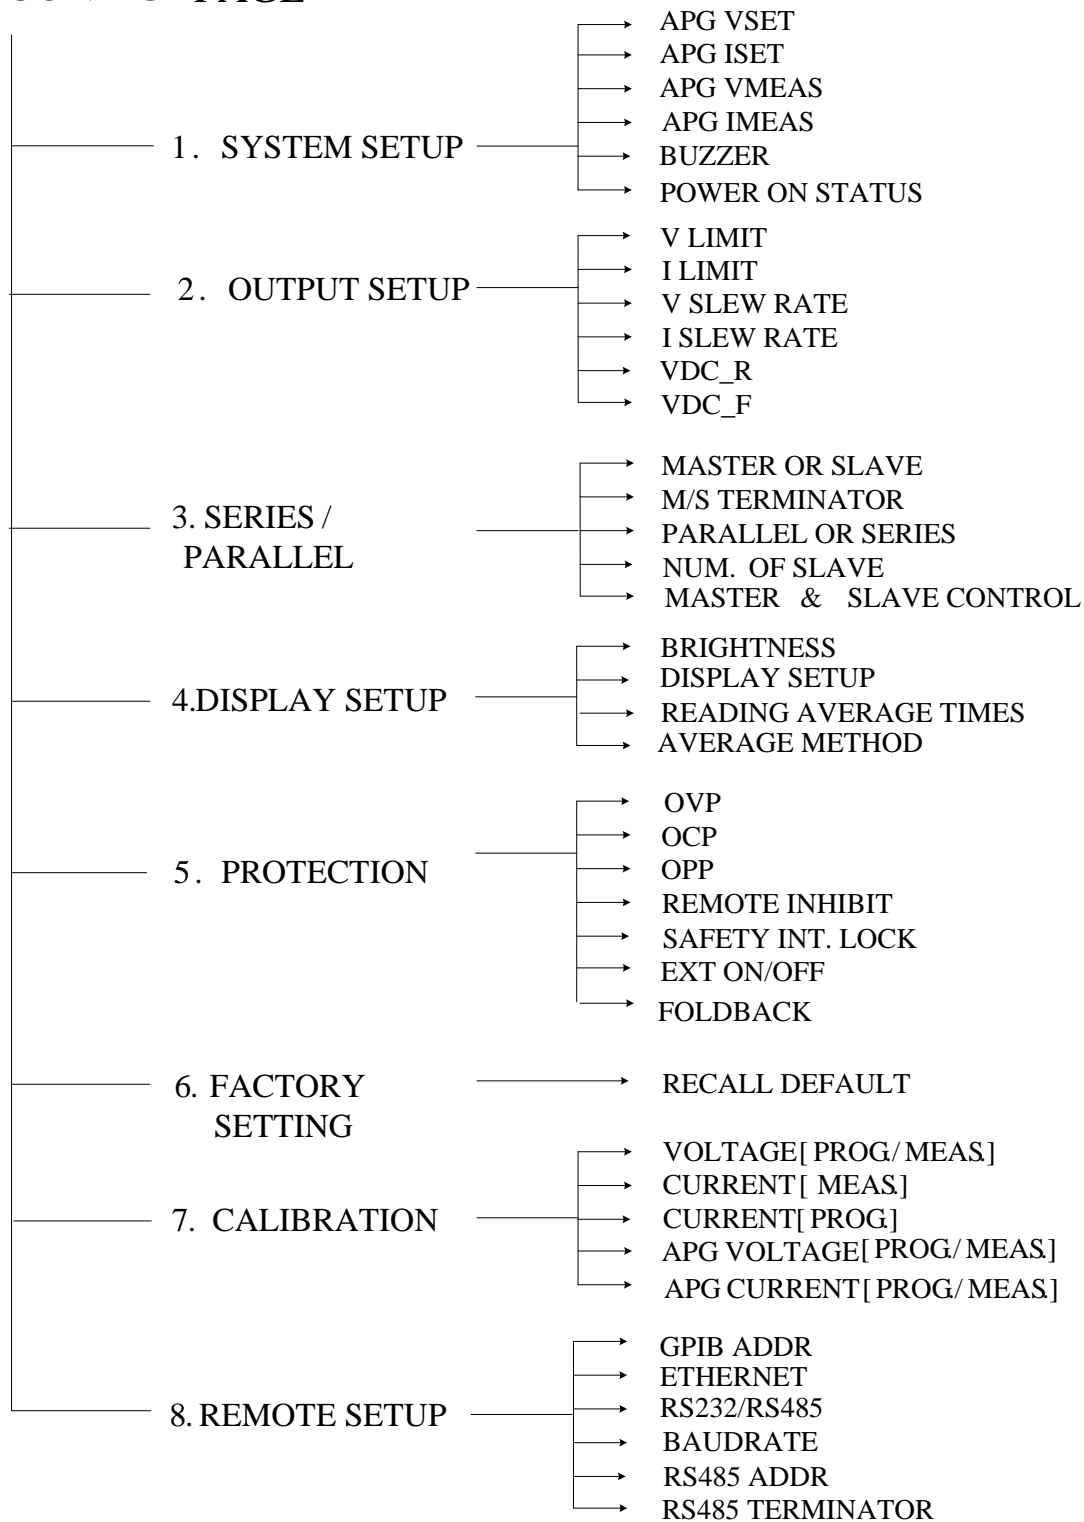 1. SYSTEM SETUP
APG VSET
APG ISET
APG VMEAS
APG IMEAS
BUZZER
POWER ON STATUS
2. OUTPUT SETUP
V LIMIT
I LIMIT
V SLEW RATE
I SLEW RATE
VDC_R
VDC_F
3. SERIES /
PARALLEL
MASTER OR SLAVE
M/S TERMINATOR
PARALLEL OR SERIES
NUM. OF SLAVE
MASTER & SLAVE CONTROL
4.DISPLAY SETUP
BRIGHTNESS
DISPLAY SETUP
READING AVERAGE TIMES
AVERAGE METHOD
5. PROTECTION
OVP
OCP
OPP
REMOTE INHIBIT
SAFETY INT. LOCK
EXT ON/OFF
FOLDBACK
6. FACTORY
SETTING
RECALL DEFAULT
7. CALIBRATION
VOLTAGE[ PROG./ MEAS.]
CURRENT[ MEAS.]
CURRENT[ PROG.]
APG VOLTAGE[ PROG./ MEAS.]
APG CURRENT[ PROG./ MEAS.]
8. REMOTE SETUP
GPIB ADDR
ETHERNET
RS232/RS485
BAUDRATE
RS485 ADDR
RS485 TERMINATOR